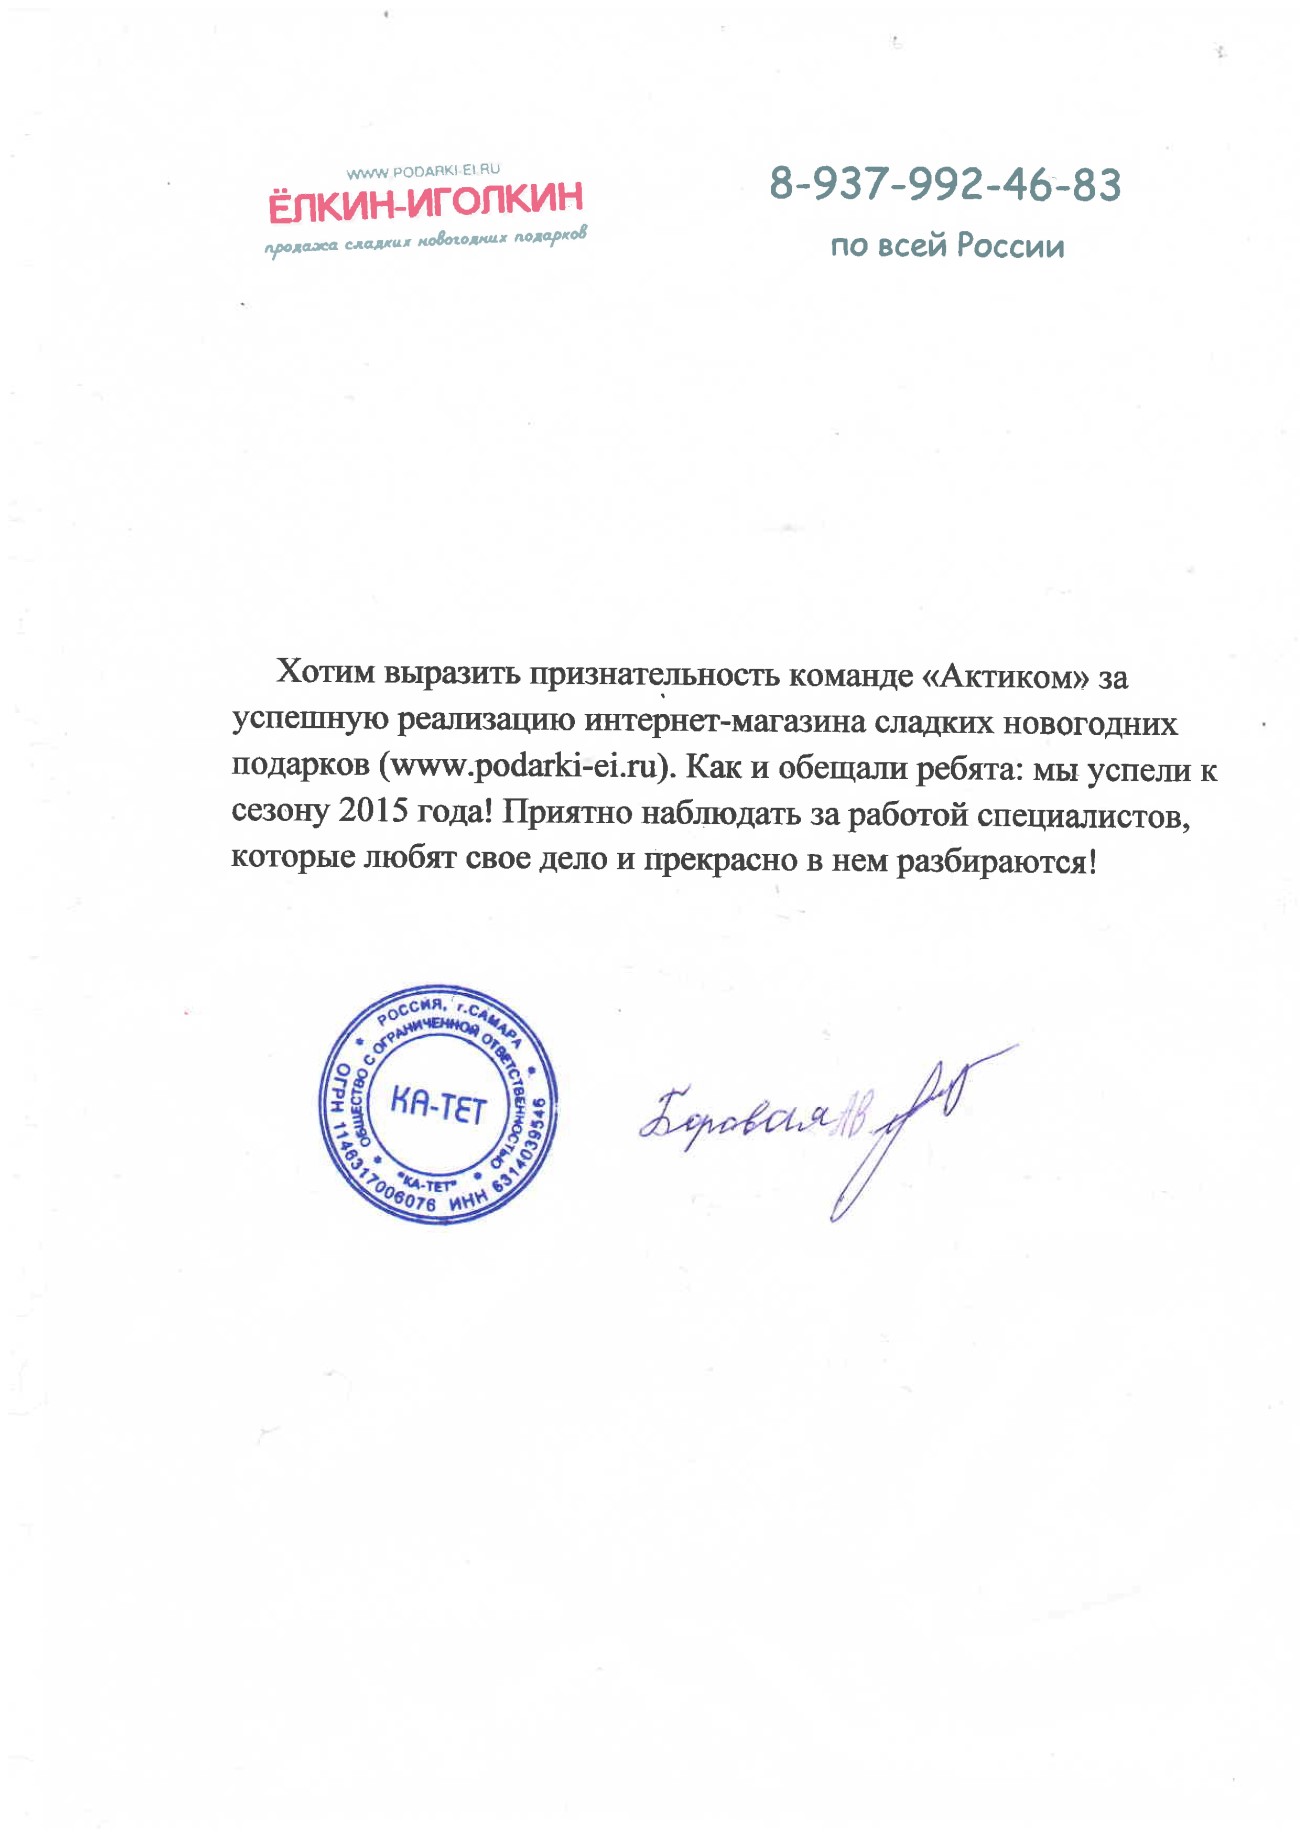 WWW.PODARKI-EI.RU
ЁЛКИН-ИГОЛКИН
продажа сладких новогодних подарков
8-937-992-46-83
по всей России
Хотим выразить признательность команде «Актиком» за
успешную реализацию интернет-магазина сладких новогодних
подарков (www.podarki-ei.ru). Как и обещали ребята: мы успели к
сезону 2015 года! Приятно наблюдать за работой специалистов,
которые любят свое дело и прекрасно в нем разбираются!
РОССИЯ, г.САМАРА
ОГРН 1146317006076 ИНН 6314039546
ОБЩЕСТВО С ОГРАНИЧЕННОЙ ОТВЕТСТВЕННОСТЬЮ
"КА-ТЕТ"
КА-ТЕТ
Боровая АВ